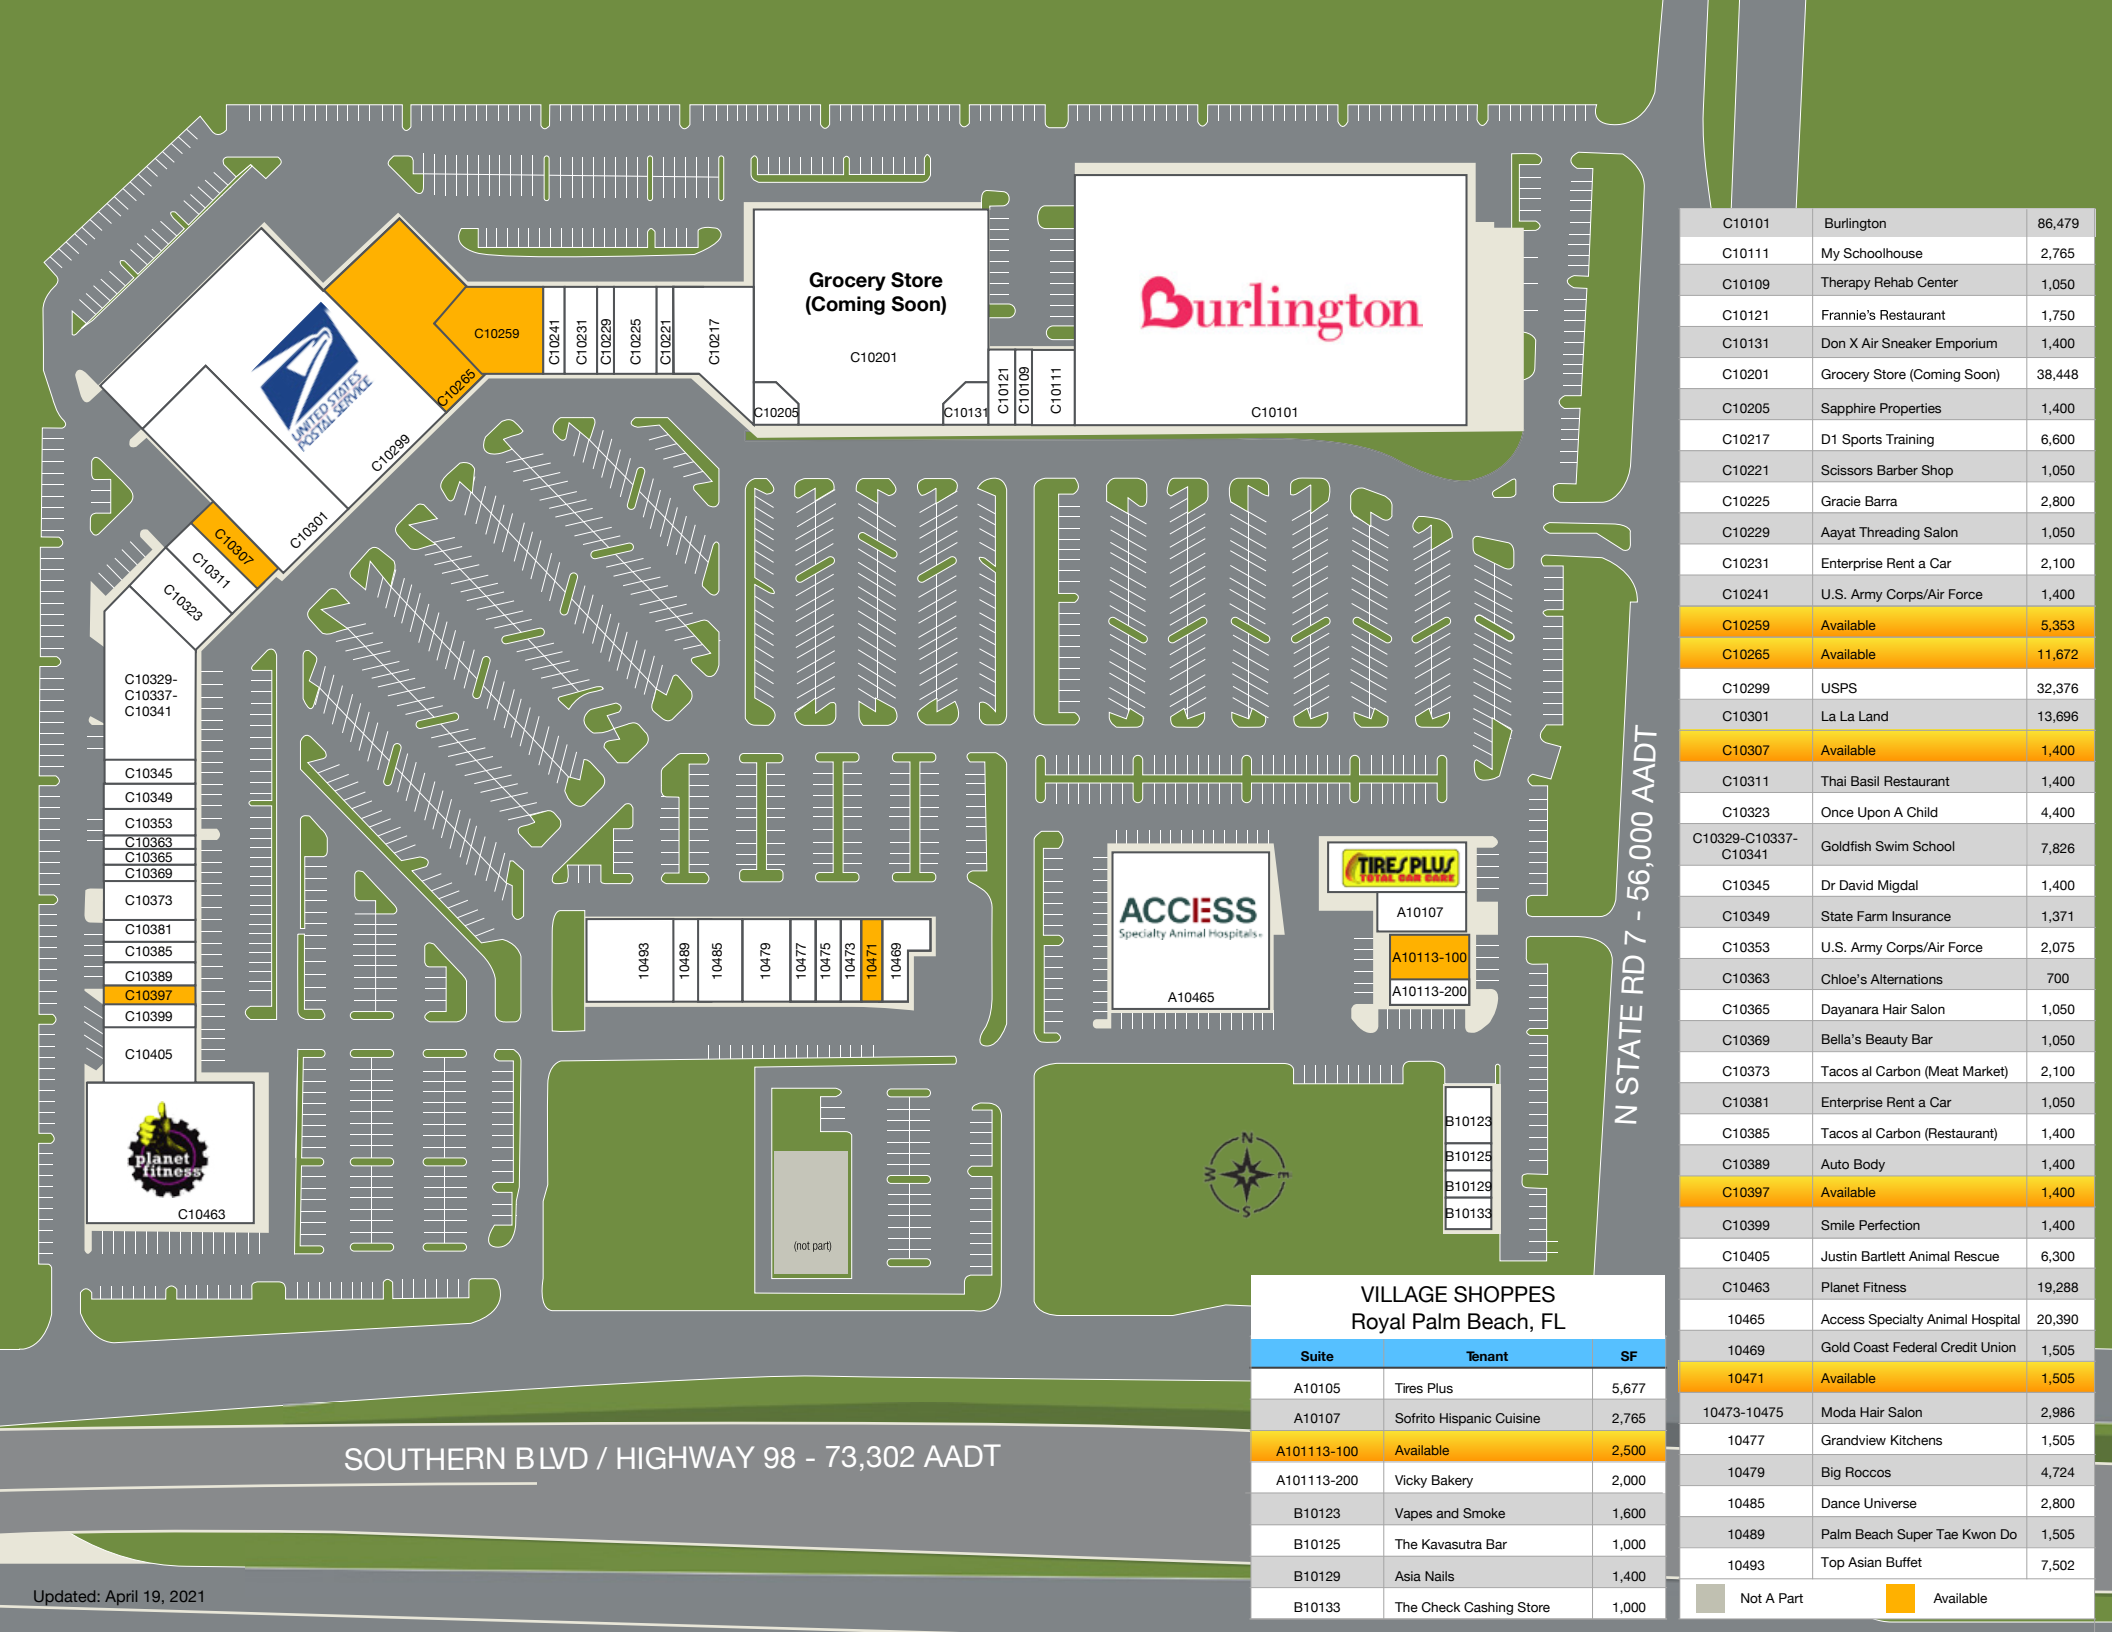 Grocery Store
(Coming Soon)
C10201
C10205
C10131
Burlington
C10101
C10121
C10109
C10111
C10259
C10265
C10241
C10231
C10229
C10225
C10221
C10217
UNITED STATES
POSTAL SERVICE
C10299
C10301
C10307
C10311
C10323
C10329-
C10337-
C10341
C10345
C10349
C10353
C10363
C10365
C10369
C10373
C10381
C10385
C10389
C10397
C10399
C10405
planet
fitness
C10463
10493
10489
10485
10479
10477
10475
10473
10471
10469
ACCESS
Specialty Animal Hospitals
A10465
TIRES PLUS
TOTAL CAR CARE
A10107
A10113-100
A10113-200
B10123
B10125
B10129
B10133
(not part)
N
W
E
S
N STATE RD 7 - 56,000 AADT
SOUTHERN BLVD / HIGHWAY 98 - 73,302 AADT
Updated: April 19, 2021
VILLAGE SHOPPES
Royal Palm Beach, FL
Suite Tenant SF
A10105 Tires Plus 5,677
A10107 Sofrito Hispanic Cuisine 2,765
A101113-100 Available 2,500
A101113-200 Vicky Bakery 2,000
B10123 Vapes and Smoke 1,600
B10125 The Kavasutra Bar 1,000
B10129 Asia Nails 1,400
B10133 The Check Cashing Store 1,000
C10101 Burlington 86,479
C10111 My Schoolhouse 2,765
C10109 Therapy Rehab Center 1,050
C10121 Frannie's Restaurant 1,750
C10131 Don X Air Sneaker Emporium 1,400
C10201 Grocery Store (Coming Soon) 38,448
C10205 Sapphire Properties 1,400
C10217 D1 Sports Training 6,600
C10221 Scissors Barber Shop 1,050
C10225 Gracie Barra 2,800
C10229 Aayat Threading Salon 1,050
C10231 Enterprise Rent a Car 2,100
C10241 U.S. Army Corps/Air Force 1,400
C10259 Available 5,353
C10265 Available 11,672
C10299 USPS 32,376
C10301 La La Land 13,696
C10307 Available 1,400
C10311 Thai Basil Restaurant 1,400
C10323 Once Upon A Child 4,400
C10329-C10337-
C10341 Goldfish Swim School 7,826
C10345 Dr David Migdal 1,400
C10349 State Farm Insurance 1,371
C10353 U.S. Army Corps/Air Force 2,075
C10363 Chloe's Alternations 700
C10365 Dayanara Hair Salon 1,050
C10369 Bella's Beauty Bar 1,050
C10373 Tacos al Carbon (Meat Market) 2,100
C10381 Enterprise Rent a Car 1,050
C10385 Tacos al Carbon (Restaurant) 1,400
C10389 Auto Body 1,400
C10397 Available 1,400
C10399 Smile Perfection 1,400
C10405 Justin Bartlett Animal Rescue 6,300
C10463 Planet Fitness 19,288
10465 Access Specialty Animal Hospital 20,390
10469 Gold Coast Federal Credit Union 1,505
10471 Available 1,505
10473-10475 Moda Hair Salon 2,986
10477 Grandview Kitchens 1,505
10479 Big Roccos 4,724
10485 Dance Universe 2,800
10489 Palm Beach Super Tae Kwon Do 1,505
10493 Top Asian Buffet 7,502
Not A Part
Available